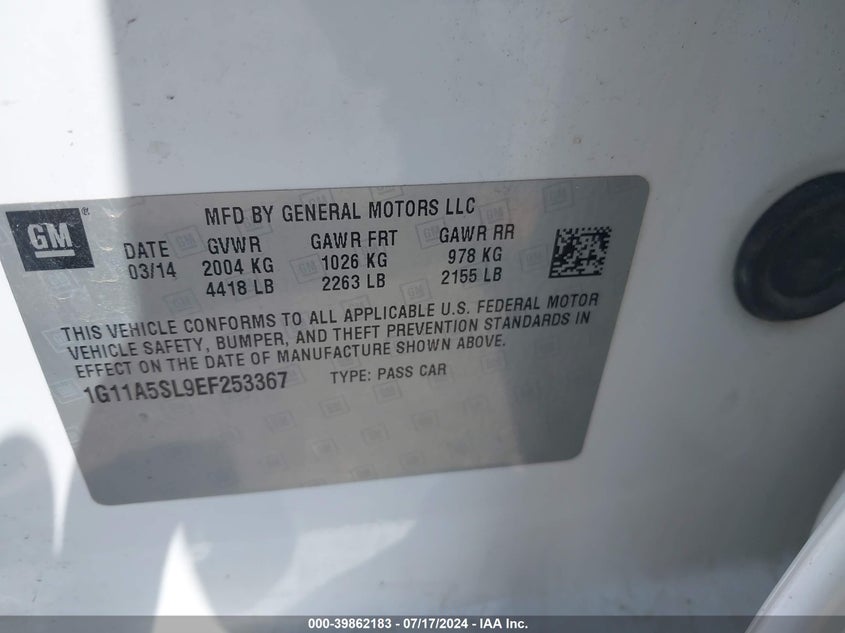 GM ®
MFD BY GENERAL MOTORS LLC
DATE GVWR GAWR FRT GAWR RR
03/14 2004 KG 1026 KG 978 KG
4418 LB 2263 LB 2155 LB
THIS VEHICLE CONFORMS TO ALL APPLICABLE U.S. FEDERAL MOTOR
VEHICLE SAFETY, BUMPER, AND THEFT PREVENTION STANDARDS IN
EFFECT ON THE DATE OF MANUFACTURE SHOWN ABOVE.
1G11A5SL9EF253367 TYPE: PASS CAR
000-39862183 - 07/17/2024 - IAA Inc.